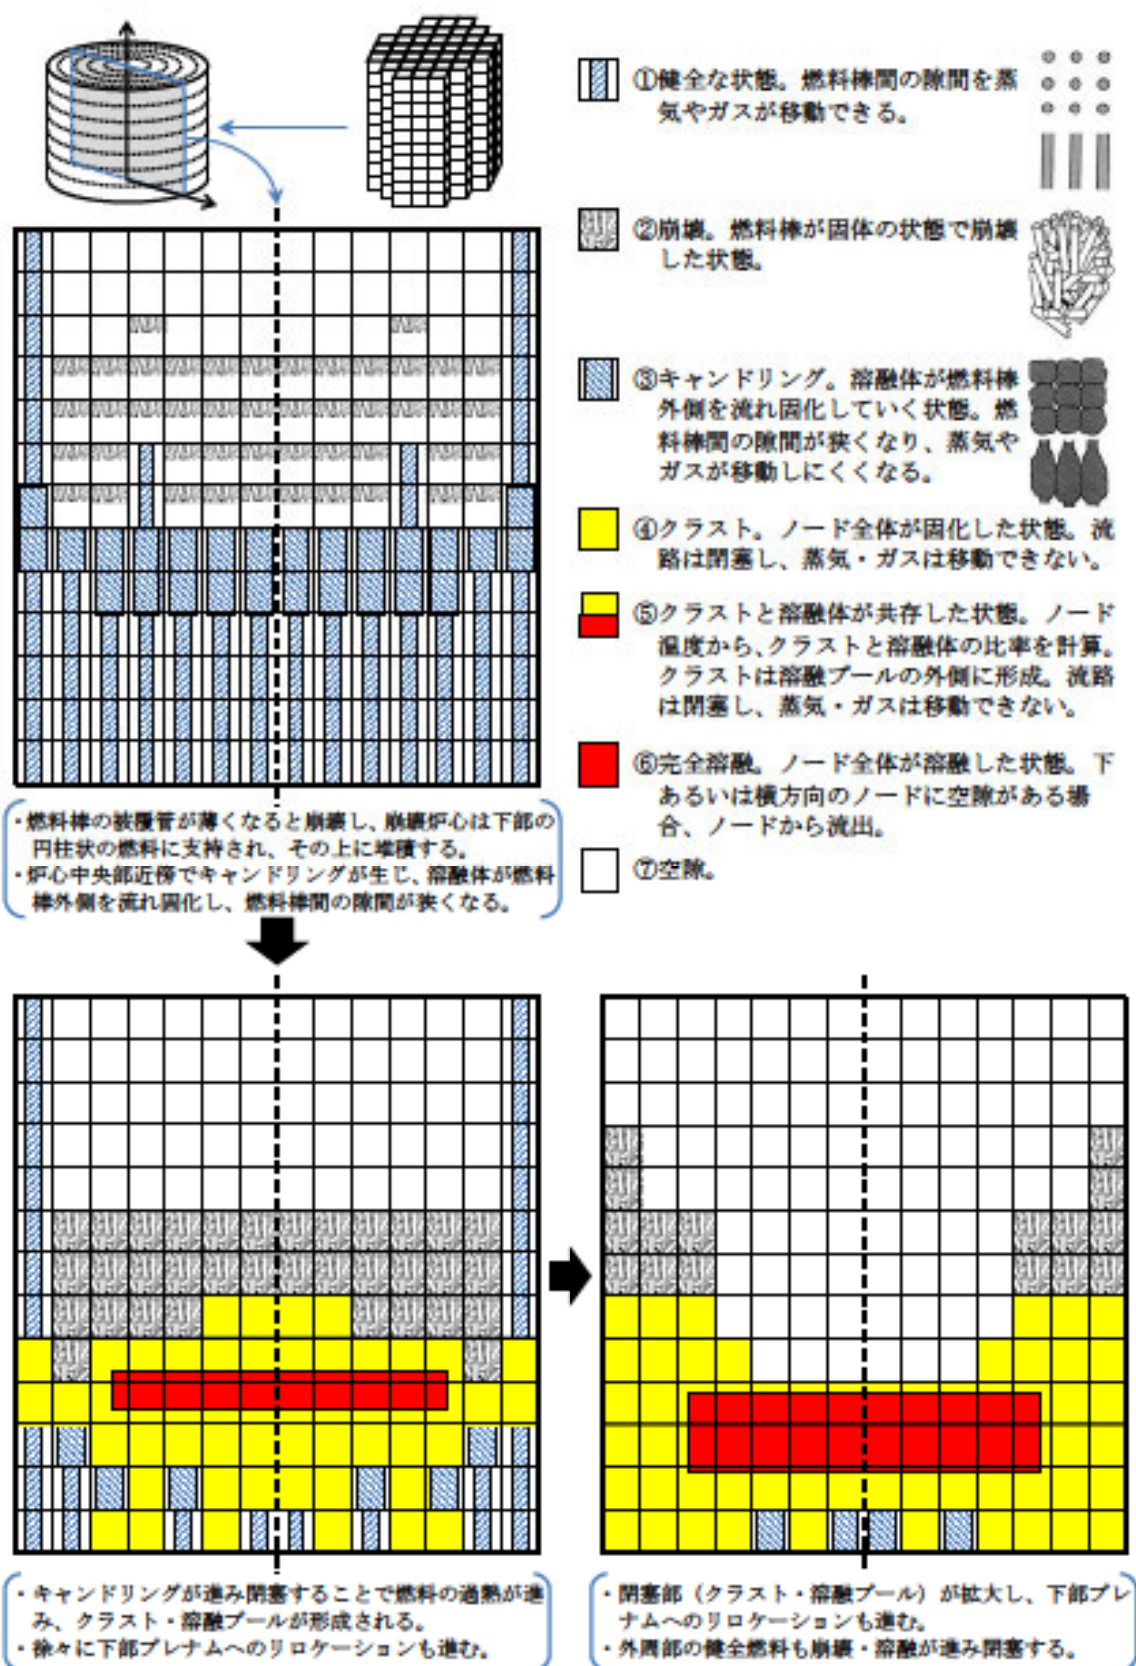 ①健全な状態。燃料棒間の隙間を蒸
気やガスが移動できる。
②崩壊。燃料棒が固体の状態で崩壊
した状態。
③キャンドリング。溶融体が燃料棒
外側を流れ固化していく状態。燃
料棒間の隙間が狭くなり、蒸気や
ガスが移動しにくくなる。
④クラスト。ノード全体が固化した状態。流
路は閉塞し、蒸気・ガスは移動できない。
⑤クラストと溶融体が共存した状態。ノード
温度から、クラストと溶融体の比率を計算。
クラストは溶融プールの外側に形成。流路
は閉塞し、蒸気・ガスは移動できない。
⑥完全溶融。ノード全体が溶融した状態。下
あるいは横方向のノードに空隙がある場
合、ノードから流出。
⑦空隙。
・燃料棒の被覆管が薄くなると崩壊し、崩壊炉心は下部の
円柱状の燃料に支持され、その上に堆積する。
・炉心中央部近傍でキャンドリングが生じ、溶融体が燃料
棒外側を流れ固化し、燃料棒間の隙間が狭くなる。
・キャンドリングが進み閉塞することで燃料の過熱が進
み、クラスト・溶融プールが形成される。
・徐々に下部プレナムへのリロケーションも進む。
・閉塞部（クラスト・溶融プール）が拡大し、下部プレ
ナムへのリロケーションも進む。
・外周部の健全燃料も崩壊・溶融が進み閉塞する。